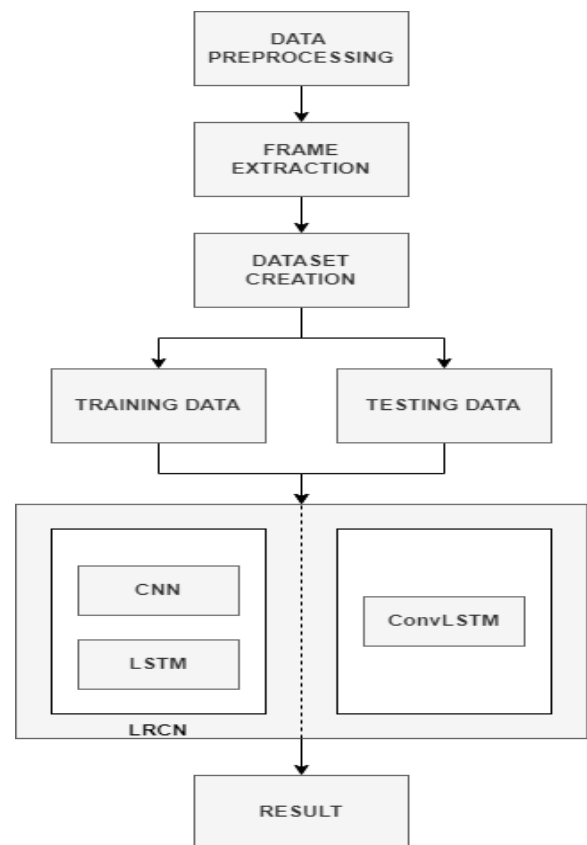 DATA
PREPROCESSING
FRAME
EXTRACTION
DATASET
CREATION
TRAINING DATA
TESTING DATA
CNN
LSTM
LRCN
ConvLSTM
RESULT